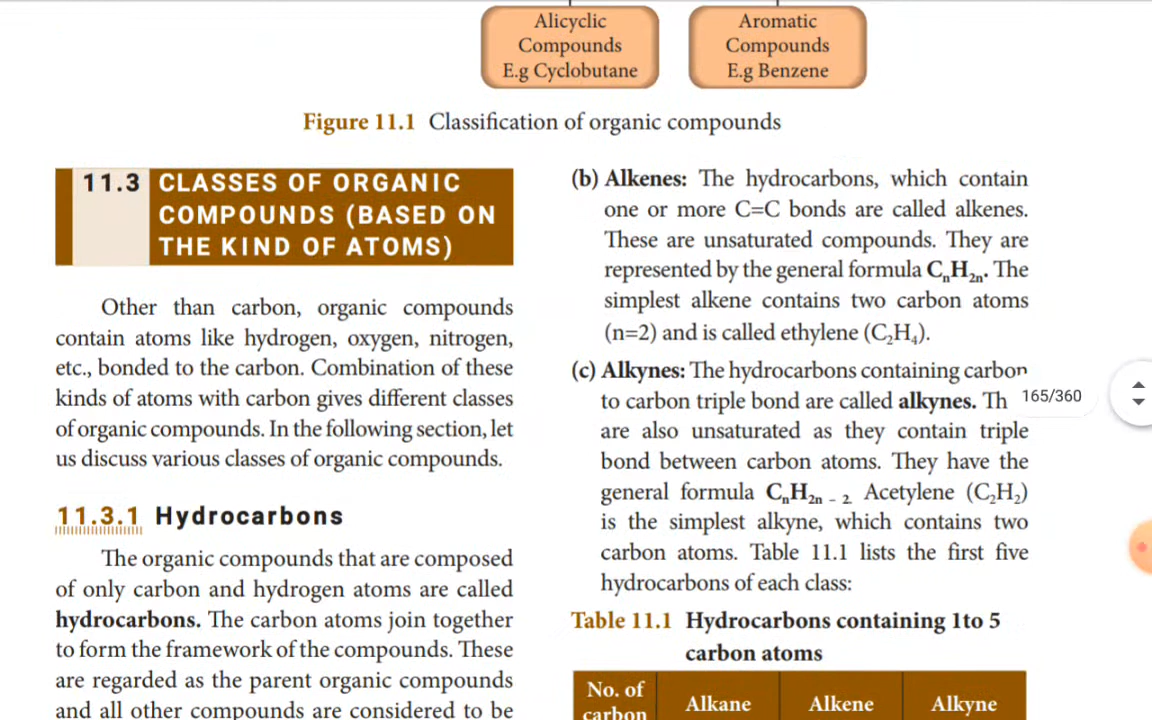 Alicyclic
Compounds
E.g Cyclobutane
Aromatic
Compounds
E.g Benzene
Figure 11.1 Classification of organic compounds
11.3 CLASSES OF ORGANIC
COMPOUNDS (BASED ON
THE KIND OF ATOMS)
Other than carbon, organic compounds
contain atoms like hydrogen, oxygen, nitrogen,
etc., bonded to the carbon. Combination of these
kinds of atoms with carbon gives different classes
of organic compounds. In the following section, let
us discuss various classes of organic compounds.
11.3.1 Hydrocarbons
The organic compounds that are composed
of only carbon and hydrogen atoms are called
hydrocarbons. The carbon atoms join together
to form the framework of the compounds. These
are regarded as the parent organic compounds
and all other compounds are considered to be
(b) Alkenes: The hydrocarbons, which contain
one or more C=C bonds are called alkenes.
These are unsaturated compounds. They are
represented by the general formula CₙH₂ₙ. The
simplest alkene contains two carbon atoms
(n=2) and is called ethylene (C₂H₄).
(c) Alkynes: The hydrocarbons containing carbon
to carbon triple bond are called alkynes. Th
are also unsaturated as they contain triple
bond between carbon atoms. They have the
general formula CₙH₂ₙ ₋ ₂. Acetylene (C₂H₂)
is the simplest alkyne, which contains two
carbon atoms. Table 11.1 lists the first five
hydrocarbons of each class:
Table 11.1 Hydrocarbons containing 1to 5
carbon atoms
No. of
carbon
Alkane
Alkene
Alkyne
165/360